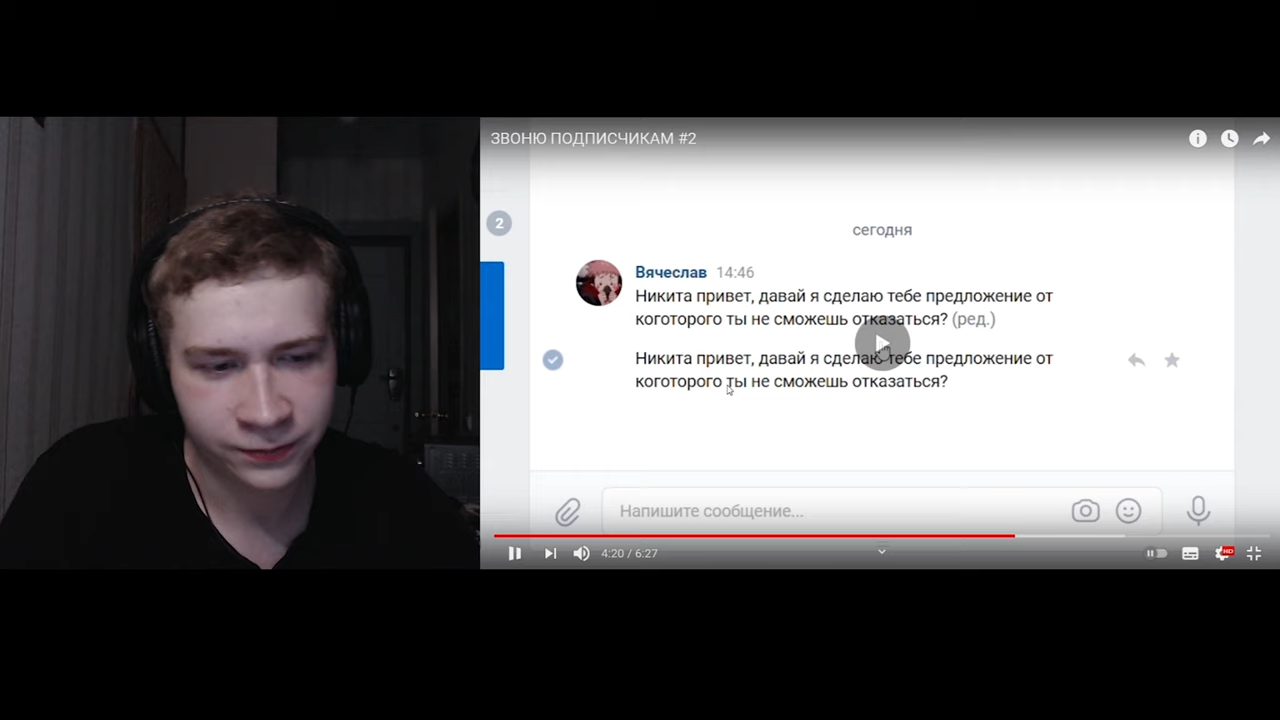 ЗВОНЮ ПОДПИСЧИКАМ #2
2
сегодня
Вячеслав 14:46
Никита привет, давай я сделаю тебе предложение от
коготорого ты не сможешь отказаться? (ред.)
Никита привет, давай я сделаю тебе предложение от
коготорого ты не сможешь отказаться?
Напишите сообщение...
4:20 / 6:27
HD